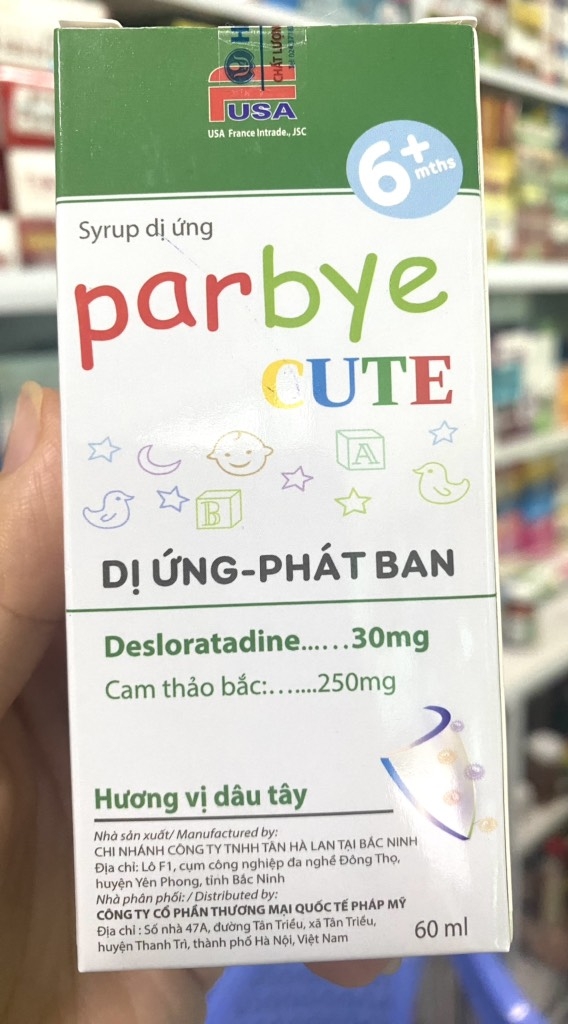 H
CHẤT LƯỢN
USA
USA France Intrade., JSC
6+
mths
Syrup dị ứng
parbye
CUTE
A
B
DỊ ỨNG-PHÁT BAN
Desloratadine......30mg
Cam thảo bắc:.......250mg
Hương vị dâu tây
Nhà sản xuất/ Manufactured by:
CHI NHÁNH CÔNG TY TNHH TÂN HÀ LAN TẠI BẮC NINH
Địa chỉ: Lô F1, cụm công nghiệp đa nghề Đông Thọ,
huyện Yên Phong, tỉnh Bắc Ninh
Nhà phân phối: / Distributed by:
CÔNG TY CỔ PHẦN THƯƠNG MẠI QUỐC TẾ PHÁP MỸ
Địa chỉ : Số nhà 47A, đường Tân Triều, xã Tân Triều,
huyện Thanh Trì, thành phố Hà Nội, Việt Nam
60 ml